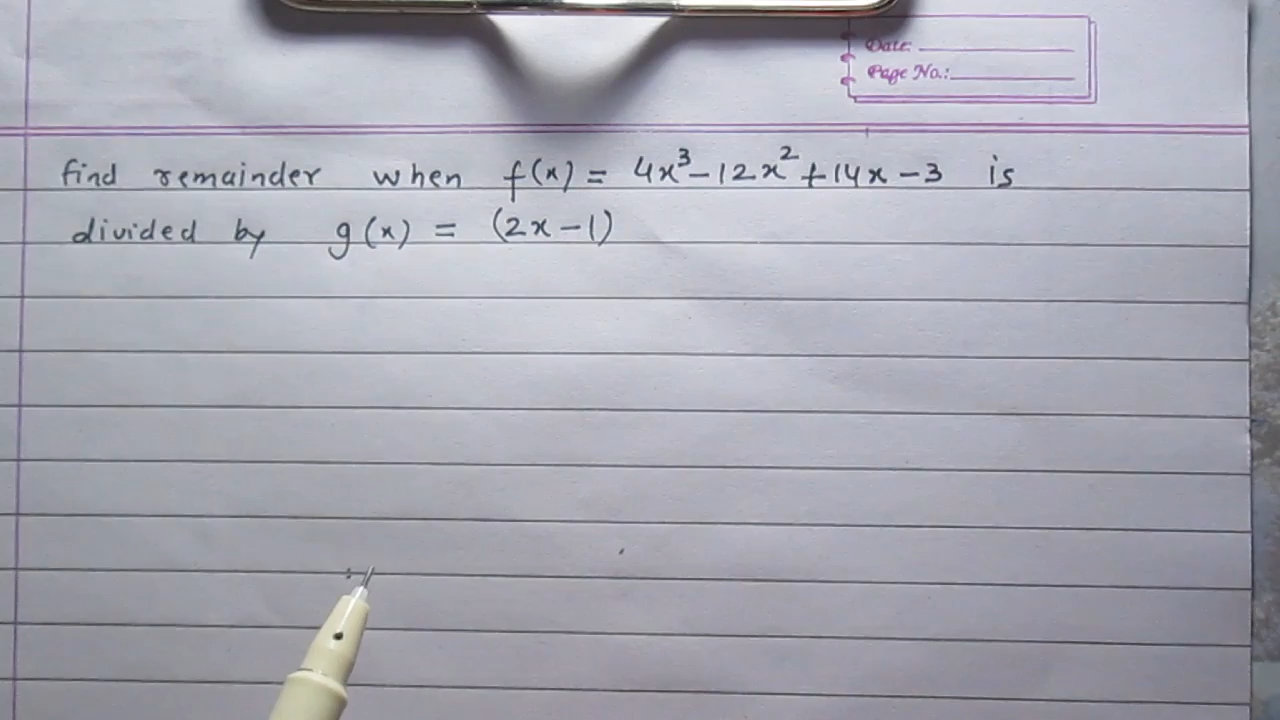 Date:
Page No.:
find remainder when f(x) = 4x³-12x²+14x-3 is
divided by g(x) = (2x-1)